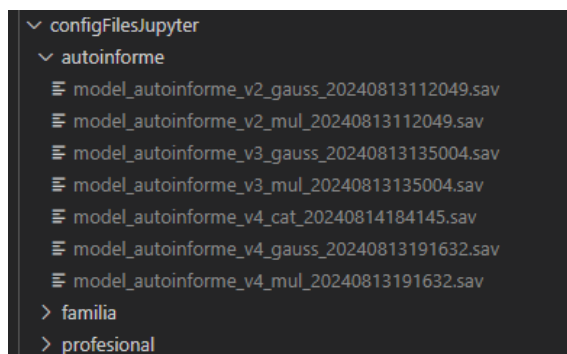 configFilesJupyter
autoinforme
model_autoinforme_v2_gauss_20240813112049.sav
model_autoinforme_v2_mul_20240813112049.sav
model_autoinforme_v3_gauss_20240813135004.sav
model_autoinforme_v3_mul_20240813135004.sav
model_autoinforme_v4_cat_20240814184145.sav
model_autoinforme_v4_gauss_20240813191632.sav
model_autoinforme_v4_mul_20240813191632.sav
familia
profesional